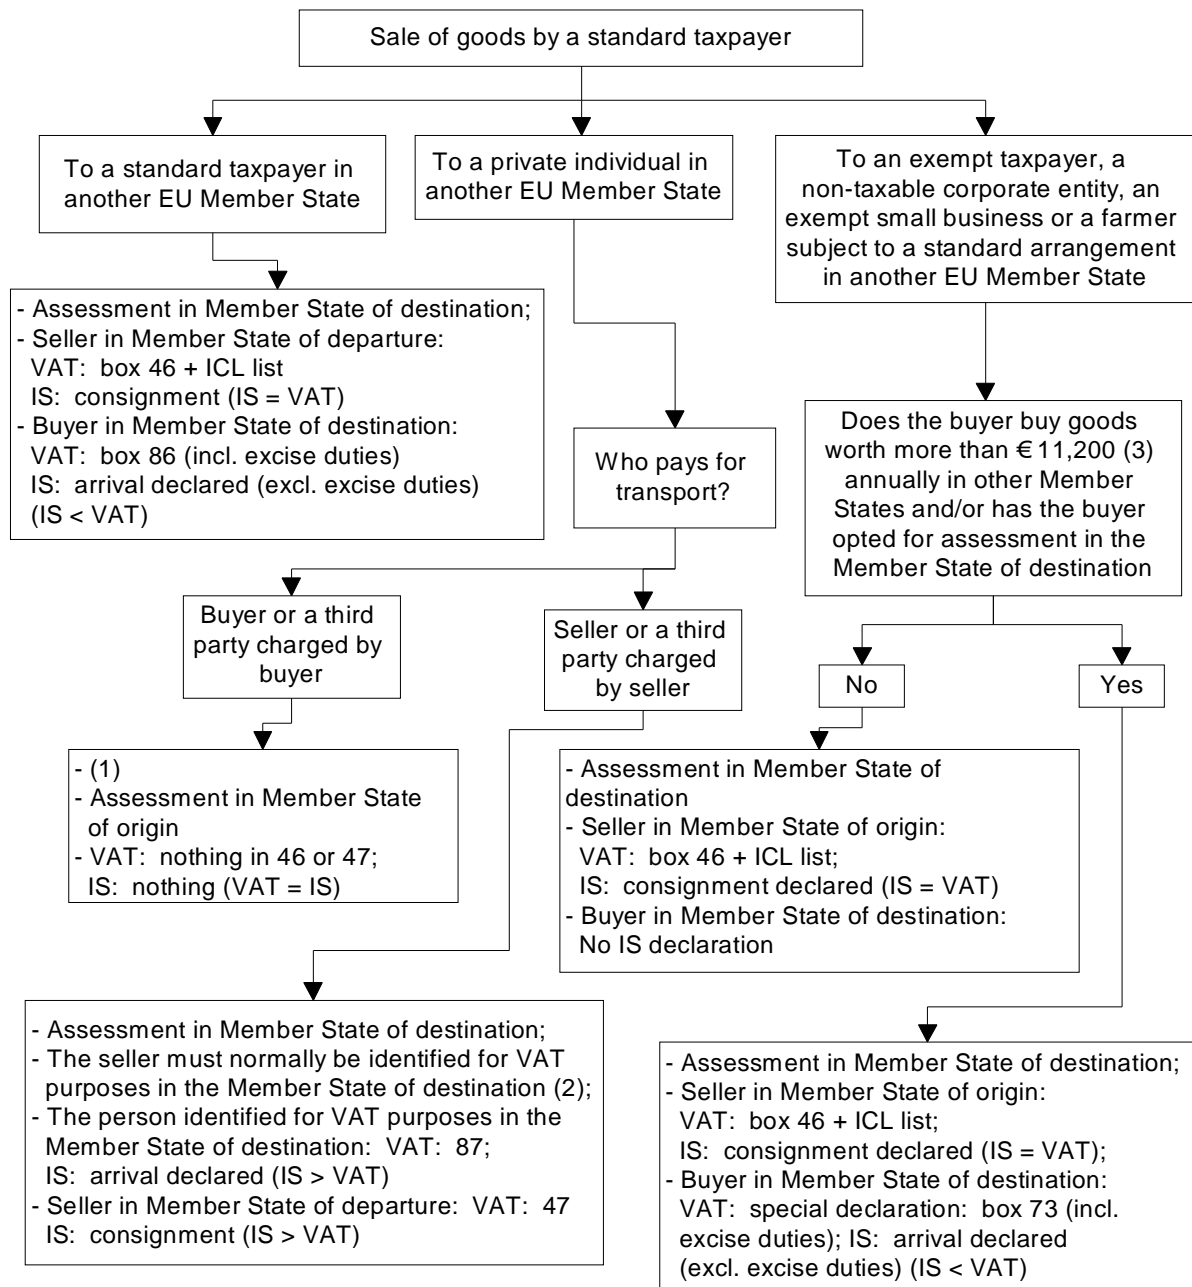 Sale of goods by a standard taxpayer
To a standard taxpayer in
another EU Member State
To a private individual in
another EU Member State
To an exempt taxpayer, a
non-taxable corporate entity, an
exempt small business or a farmer
subject to a standard arrangement
in another EU Member State
- Assessment in Member State of destination;
- Seller in Member State of departure:
VAT: box 46 + ICL list
IS: consignment (IS = VAT)
- Buyer in Member State of destination:
VAT: box 86 (incl. excise duties)
IS: arrival declared (excl. excise duties)
(IS < VAT)
Who pays for
transport?
Does the buyer buy goods
worth more than € 11,200 (3)
annually in other Member
States and/or has the buyer
opted for assessment in the
Member State of destination
Buyer or a third
party charged by
buyer
Seller or a third
party charged
by seller
No
Yes
- (1)
- Assessment in Member State
of origin
- VAT: nothing in 46 or 47;
IS: nothing (VAT = IS)
- Assessment in Member State of
destination
- Seller in Member State of origin:
VAT: box 46 + ICL list;
IS: consignment declared (IS = VAT)
- Buyer in Member State of destination:
No IS declaration
- Assessment in Member State of destination;
- The seller must normally be identified for VAT
purposes in the Member State of destination (2);
- The person identified for VAT purposes in the
Member State of destination: VAT: 87;
IS: arrival declared (IS > VAT)
- Seller in Member State of departure: VAT: 47
IS: consignment (IS > VAT)
- Assessment in Member State of destination;
- Seller in Member State of origin:
VAT: box 46 + ICL list;
IS: consignment declared (IS = VAT);
- Buyer in Member State of destination:
VAT: special declaration: box 73 (incl.
excise duties); IS: arrival declared
(excl. excise duties) (IS < VAT)